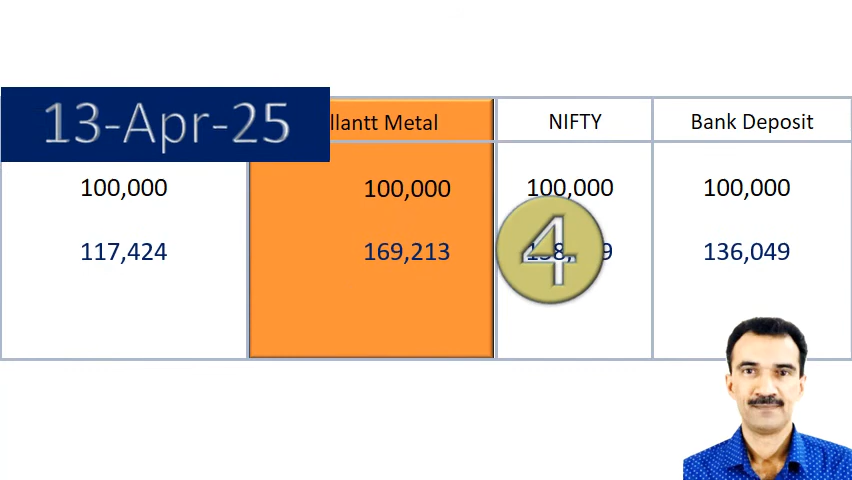 13-Apr-25
llantt Metal
NIFTY
Bank Deposit
100,000
100,000
100,000
100,000
117,424
169,213
4
136,049